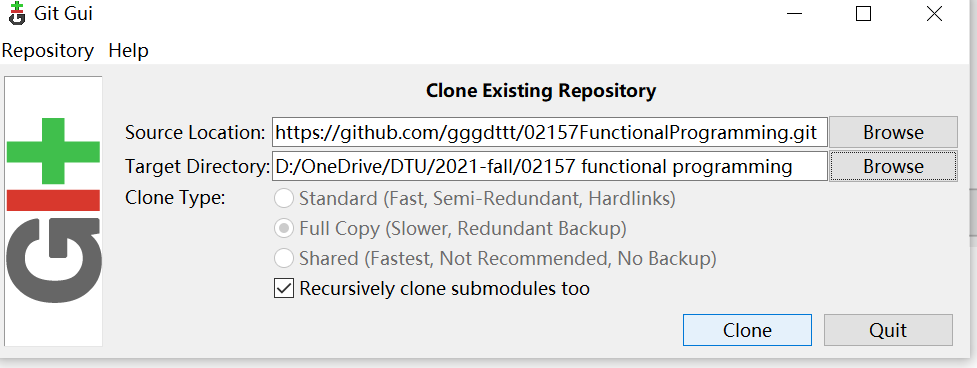 Git Gui
Repository Help
Clone Existing Repository
Source Location: https://github.com/gggdttt/02157FunctionalProgramming.git Browse
Target Directory: D:/OneDrive/DTU/2021-fall/02157 functional programming Browse
Clone Type: Standard (Fast, Semi-Redundant, Hardlinks)
Full Copy (Slower, Redundant Backup)
Shared (Fastest, Not Recommended, No Backup)
Recursively clone submodules too
Clone Quit
GIt